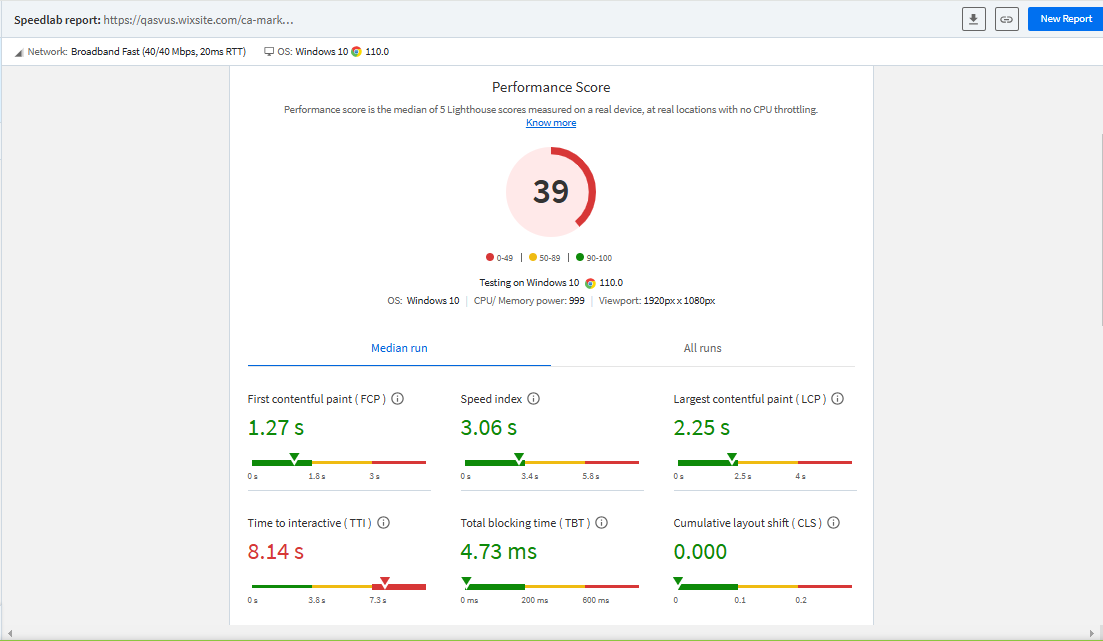 Speedlab report: https://qasvus.wixsite.com/ca-mark...
New Report
Network: Broadband Fast (40/40 Mbps, 20ms RTT) OS: Windows 10 110.0
Performance Score
Performance score is the median of 5 Lighthouse scores measured on a real device, at real locations with no CPU throttling.
Know more
39
0-49 | 50-89 | 90-100
Testing on Windows 10 110.0
OS: Windows 10 | CPU/ Memory power: 999 | Viewport: 1920px x 1080px
Median run All runs
First contentful paint ( FCP ) Speed index Largest contentful paint ( LCP )
1.27 s 3.06 s 2.25 s
0 s 1.8 s 3 s 0 s 3.4 s 5.8 s 0 s 2.5 s 4 s
Time to interactive ( TTI ) Total blocking time ( TBT ) Cumulative layout shift ( CLS )
8.14 s 4.73 ms 0.000
0 s 3.8 s 7.3 s 0 ms 200 ms 600 ms 0 0.1 0.2